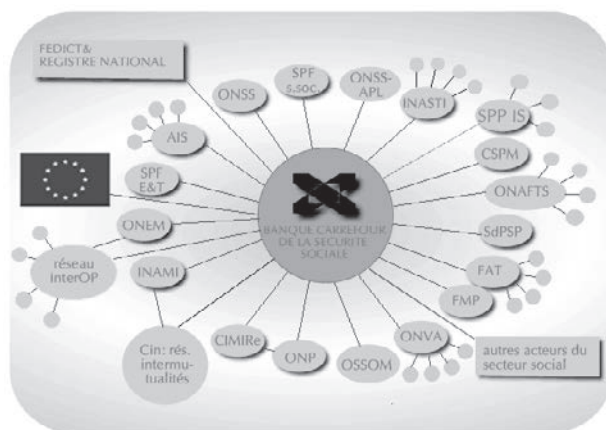 FEDICT&
REGISTRE NATIONAL
ONSS
SPF
s.soc.
ONSS-
APL
INASTI
SPP IS
AIS
CSPM
SPF
E&T
ONAFTS
BANQUE CARREFOUR
DE LA SECURITE
SOCIALE
ONEM
SdPSP
réseau
InterOP
INAMI
FAT
FMP
Cin: rés.
intermu-
tualités
CIMIRe
ONP
OSSOM
ONVA
autres acteurs du
secteur social